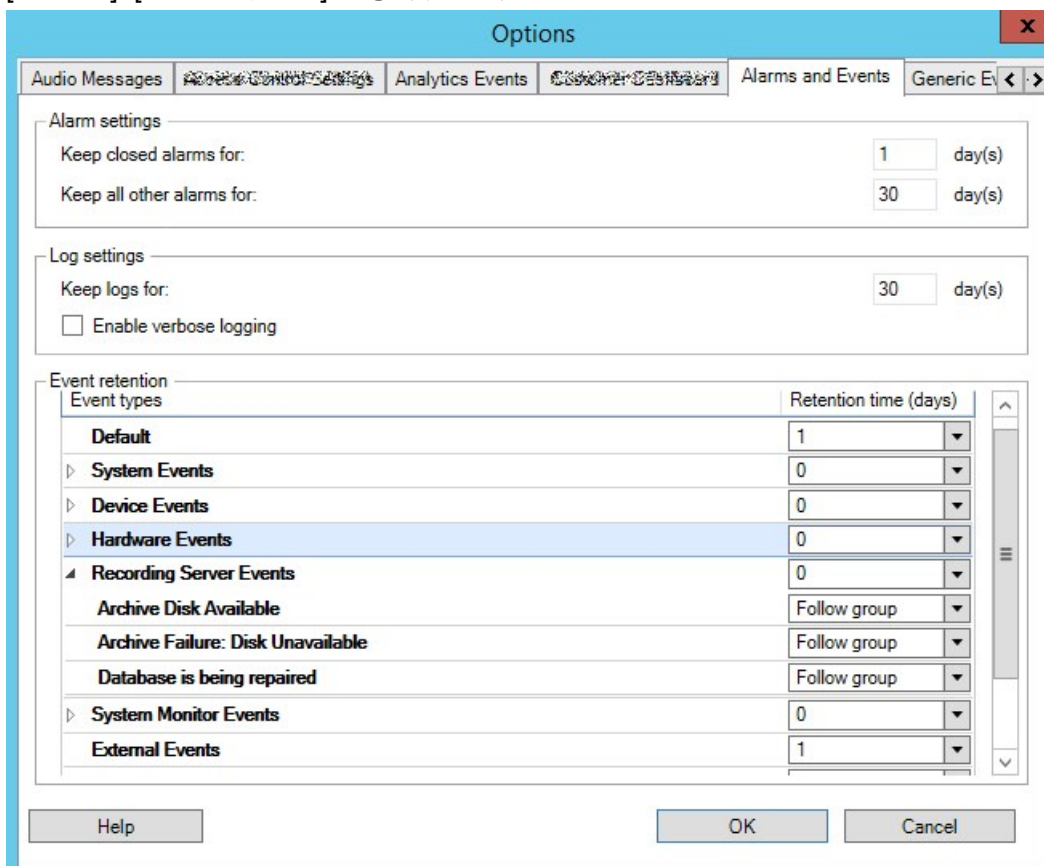 Options
x
Audio Messages Analytics Events Alarms and Events Generic Ev
Alarm settings
Keep closed alarms for: 1 day(s)
Keep all other alarms for: 30 day(s)
Log settings
Keep logs for: 30 day(s)
Enable verbose logging
Event retention
Event types Retention time (days)
Default 1
System Events 0
Device Events 0
Hardware Events 0
Recording Server Events 0
Archive Disk Available Follow group
Archive Failure: Disk Unavailable Follow group
Database is being repaired Follow group
System Monitor Events 0
External Events 1
Help OK Cancel